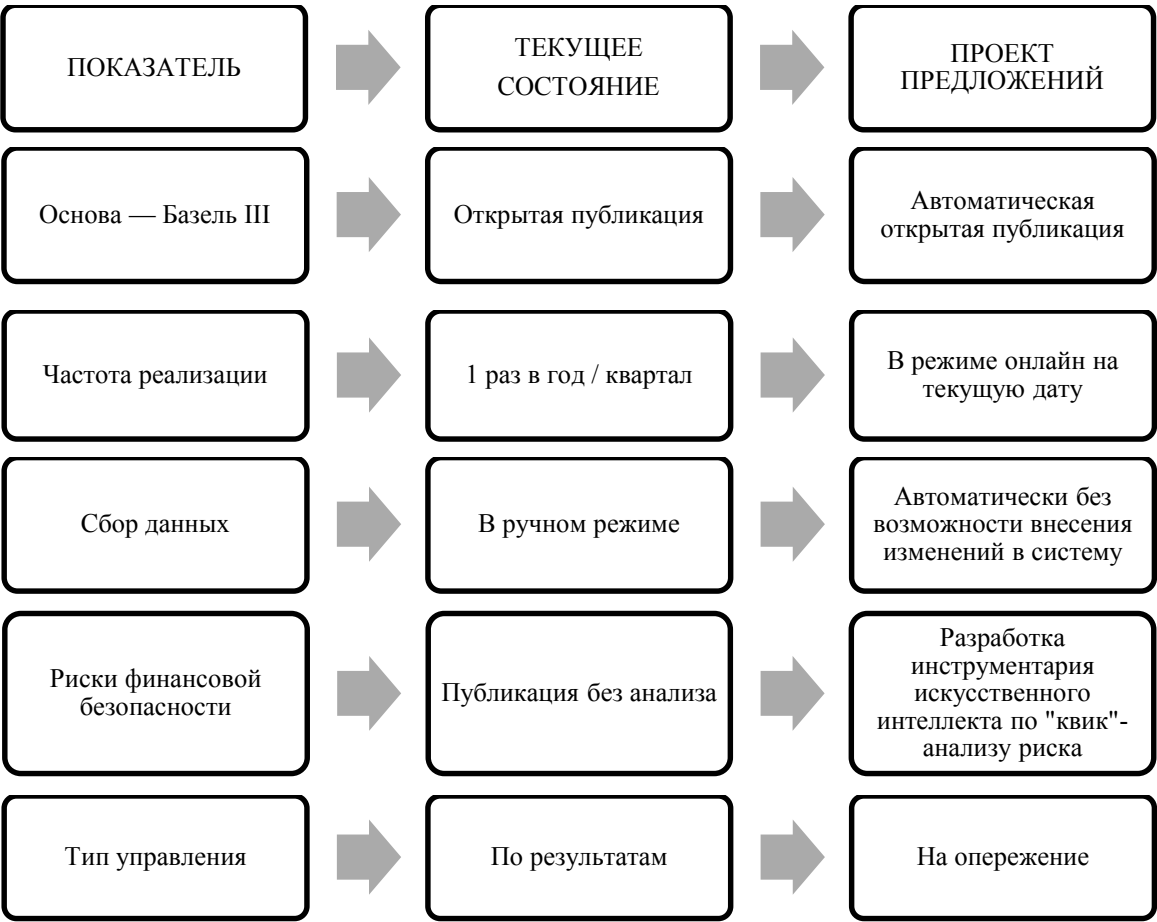 ПОКАЗАТЕЛЬ
ТЕКУЩЕЕ
СОСТОЯНИЕ
ПРОЕКТ
ПРЕДЛОЖЕНИЙ
Основа — Базель III
Открытая публикация
Автоматическая
открытая публикация
Частота реализации
1 раз в год / квартал
В режиме онлайн на
текущую дату
Сбор данных
В ручном режиме
Автоматически без
возможности внесения
изменений в систему
Риски финансовой
безопасности
Публикация без анализа
Разработка
инструментария
искусственного
интеллекта по "квик"-
анализу риска
Тип управления
По результатам
На опережение